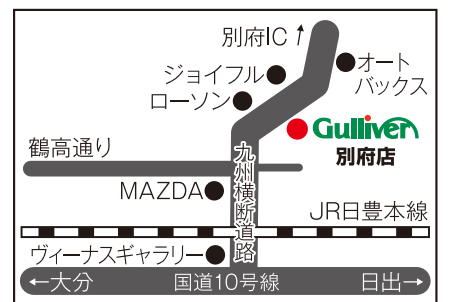 別府IC↑
オート
バックス
ジョイフル
ローソン
Gulliver
別府店
鶴高通り
九州横断道路
MAZDA
JR日豊本線
ヴィーナスギャラリー
←大分
国道10号線
日出→